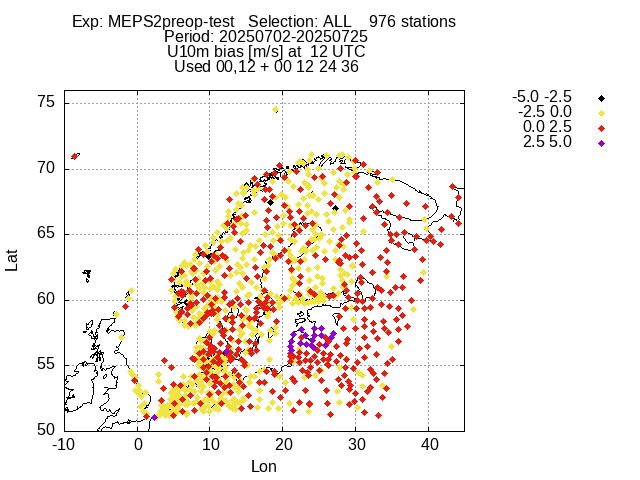 Exp: MEPS2preop-test   Selection: ALL    976 stations
Period: 20250702-20250725
U10m bias [m/s] at  12 UTC
Used 00,12 + 00 12 24 36
-5.0 -2.5
-2.5 0.0
0.0 2.5
2.5 5.0
75
70
65
60
55
50
Lat
-10 0 10 20 30 40
Lon